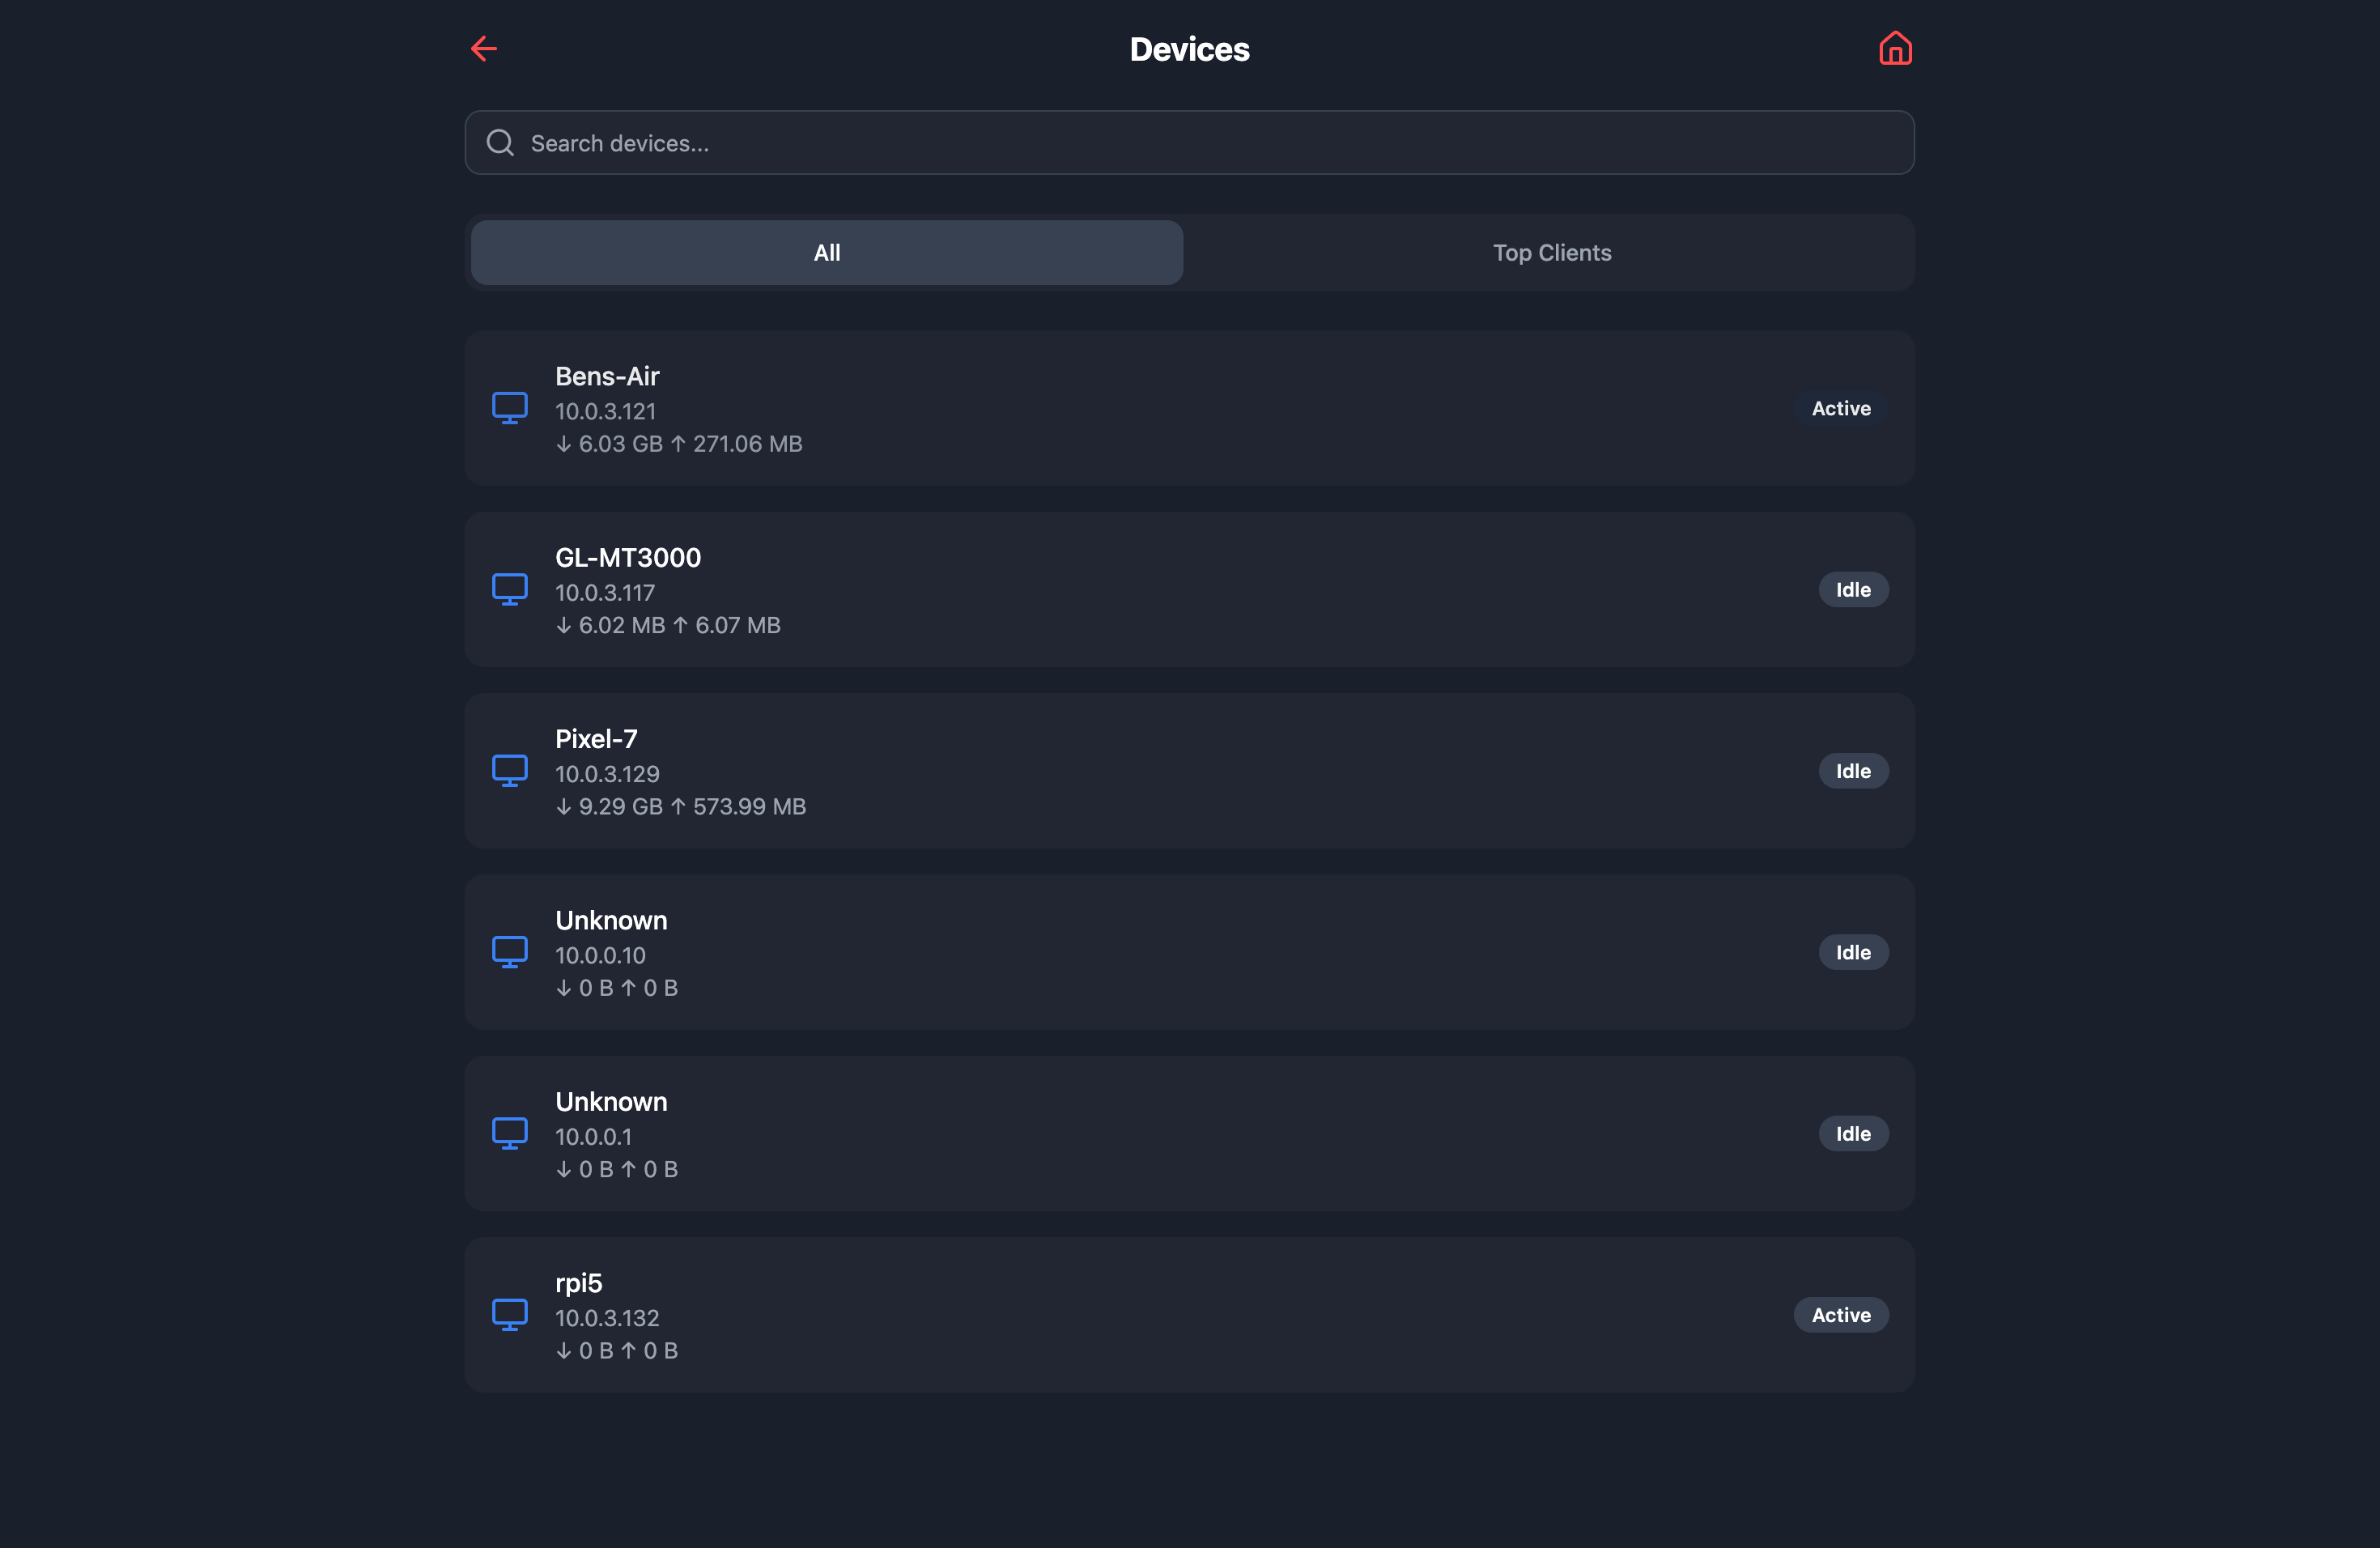 Devices
Search devices...
All
Top Clients
Bens-Air
10.0.3.121
↓ 6.03 GB ↑ 271.06 MB
Active
GL-MT3000
10.0.3.117
↓ 6.02 MB ↑ 6.07 MB
Idle
Pixel-7
10.0.3.129
↓ 9.29 GB ↑ 573.99 MB
Idle
Unknown
10.0.0.10
↓ 0 B ↑ 0 B
Idle
Unknown
10.0.0.1
↓ 0 B ↑ 0 B
Idle
rpi5
10.0.3.132
↓ 0 B ↑ 0 B
Active